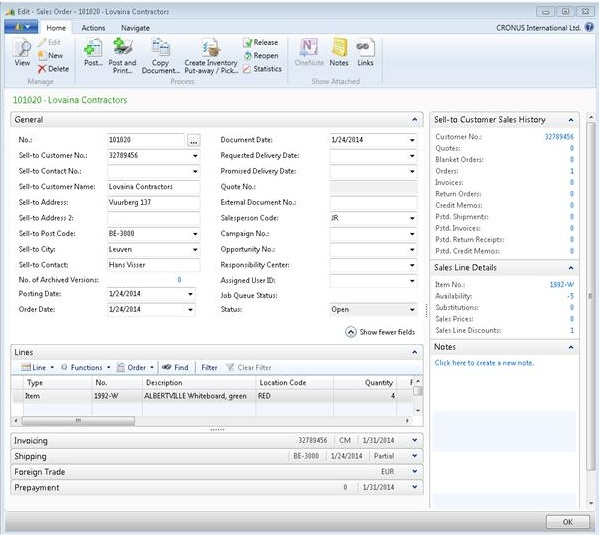 Edit - Sales Order - 101020 · Lovaina Contractors
Home Actions Navigate CRONUS International Ltd.
View Edit New Delete
Manage
Post... Post and Print... Copy Document... Create Inventory Put-away / Pick... Release Reopen Statistics
Process
OneNote Notes Links
Show Attached
101020 · Lovaina Contractors
General
No.: 101020 ...
Sell-to Customer No.: 32789456
Sell-to Contact No.:
Sell-to Customer Name: Lovaina Contractors
Sell-to Address: Vuurberg 137
Sell-to Address 2:
Sell-to Post Code: BE-3000
Sell-to City: Leuven
Sell-to Contact: Hans Visser
No. of Archived Versions: 0
Posting Date: 1/24/2014
Order Date: 1/24/2014
Document Date: 1/24/2014
Requested Delivery Date:
Promised Delivery Date:
Quote No.:
External Document No.:
Salesperson Code: JR
Campaign No.:
Opportunity No.:
Responsibility Center:
Assigned User ID:
Job Queue Status:
Status: Open
Show fewer fields
Lines
Line Functions Order Find Filter Clear Filter
Type No. Description Location Code Quantity
Item 1992-W ALBERTVILLE Whiteboard, green RED 4
Invoicing 32789456 CM 1/31/2014
Shipping BE-3000 1/24/2014 Partial
Foreign Trade EUR
Prepayment 0 1/31/2014
Sell-to Customer Sales History
Customer No.: 32789456
Quotes: 0
Blanket Orders: 0
Orders: 1
Invoices: 0
Return Orders: 0
Credit Memos: 0
Pstd. Shipments: 0
Pstd. Invoices: 0
Pstd. Return Receipts: 0
Pstd. Credit Memos: 0
Sales Line Details
Item No.: 1992-W
Availability: -5
Substitutions: 0
Sales Prices: 0
Sales Line Discounts: 1
Notes
Click here to create a new note.
OK